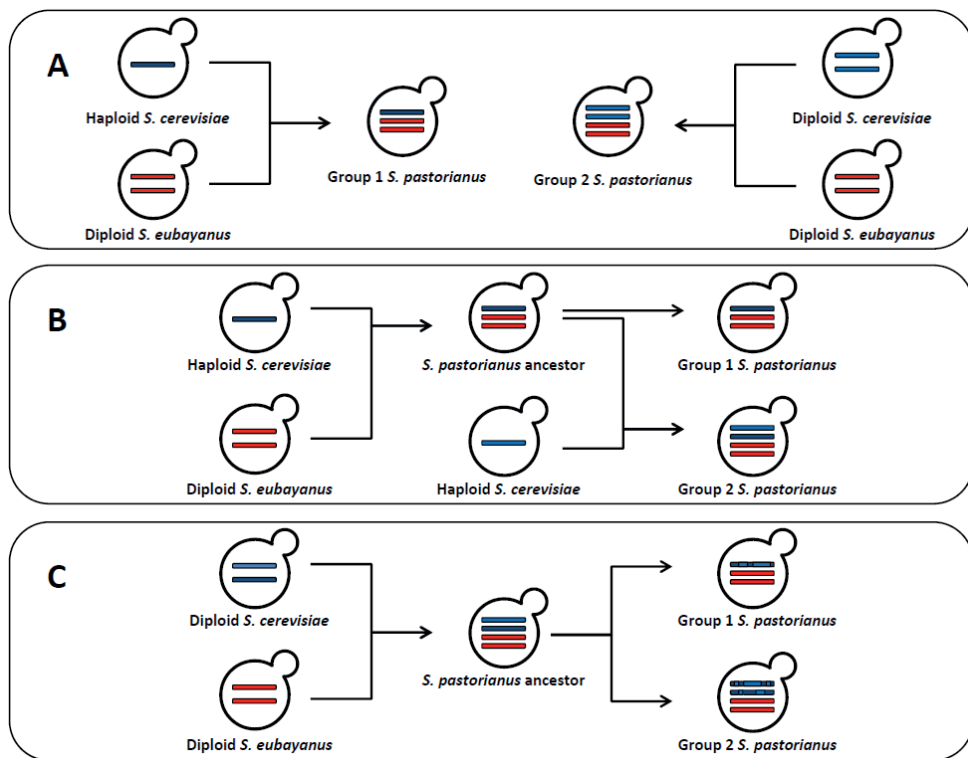 A
Haploid S. cerevisiae
Diploid S. cerevisiae
Group 1 S. pastorianus
Group 2 S. pastorianus
Diploid S. eubayanus
Diploid S. eubayanus
B
Haploid S. cerevisiae
S. pastorianus ancestor
Group 1 S. pastorianus
Diploid S. eubayanus
Haploid S. cerevisiae
Group 2 S. pastorianus
C
Diploid S. cerevisiae
Group 1 S. pastorianus
S. pastorianus ancestor
Diploid S. eubayanus
Group 2 S. pastorianus